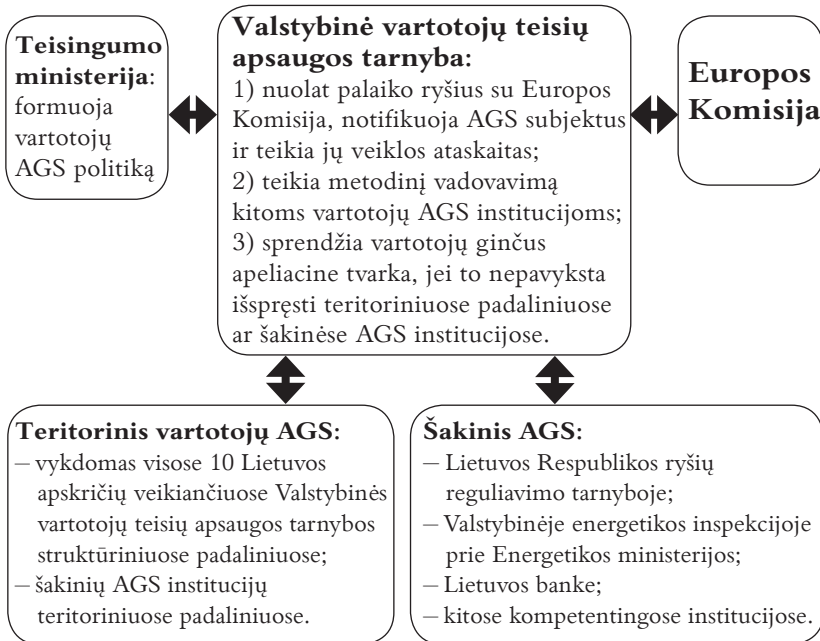 Teisingumo
ministerija:
formuoja
vartotojų
AGS politiką
Valstybinė vartotojų teisių
apsaugos tarnyba:
1) nuolat palaiko ryšius su Europos
Komisija, notifikuoja AGS subjektus
ir teikia jų veiklos ataskaitas;
2) teikia metodinį vadovavimą
kitoms vartotojų AGS institucijoms;
3) sprendžia vartotojų ginčus
apeliacine tvarka, jei to nepavyksta
išspręsti teritoriniuose padaliniuose
ar šakinėse AGS institucijose.
Europos
Komisija
Teritorinis vartotojų AGS:
– vykdomas visose 10 Lietuvos
apskričių veikiančiuose Valstybinės
vartotojų teisių apsaugos tarnybos
struktūriniuose padaliniuose;
– šakinių AGS institucijų
teritoriniuose padaliniuose.
Šakinis AGS:
– Lietuvos Respublikos ryšių
reguliavimo tarnyboje;
– Valstybinėje energetikos inspekcijoje
prie Energetikos ministerijos;
– Lietuvos banke;
– kitose kompetentingose institucijose.